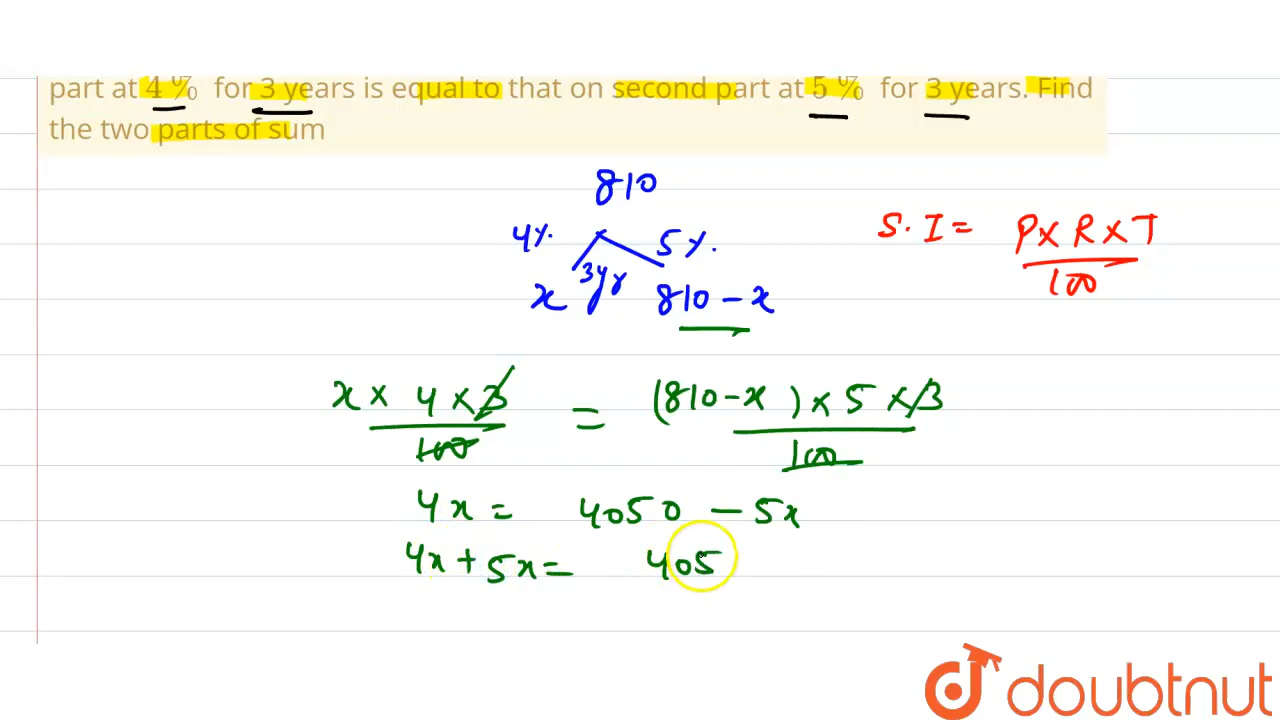 part at 4 % for 3 years is equal to that on second part at 5 % for 3 years. Find
the two parts of sum
810
4%. 5%.
3yr
x 810 - x
S.I = P x R x T
100
x x 4 x 3 = (810 - x ) x 5 x 3
100 100
4x = 4050 - 5x
4x + 5x = 405
doubtnut